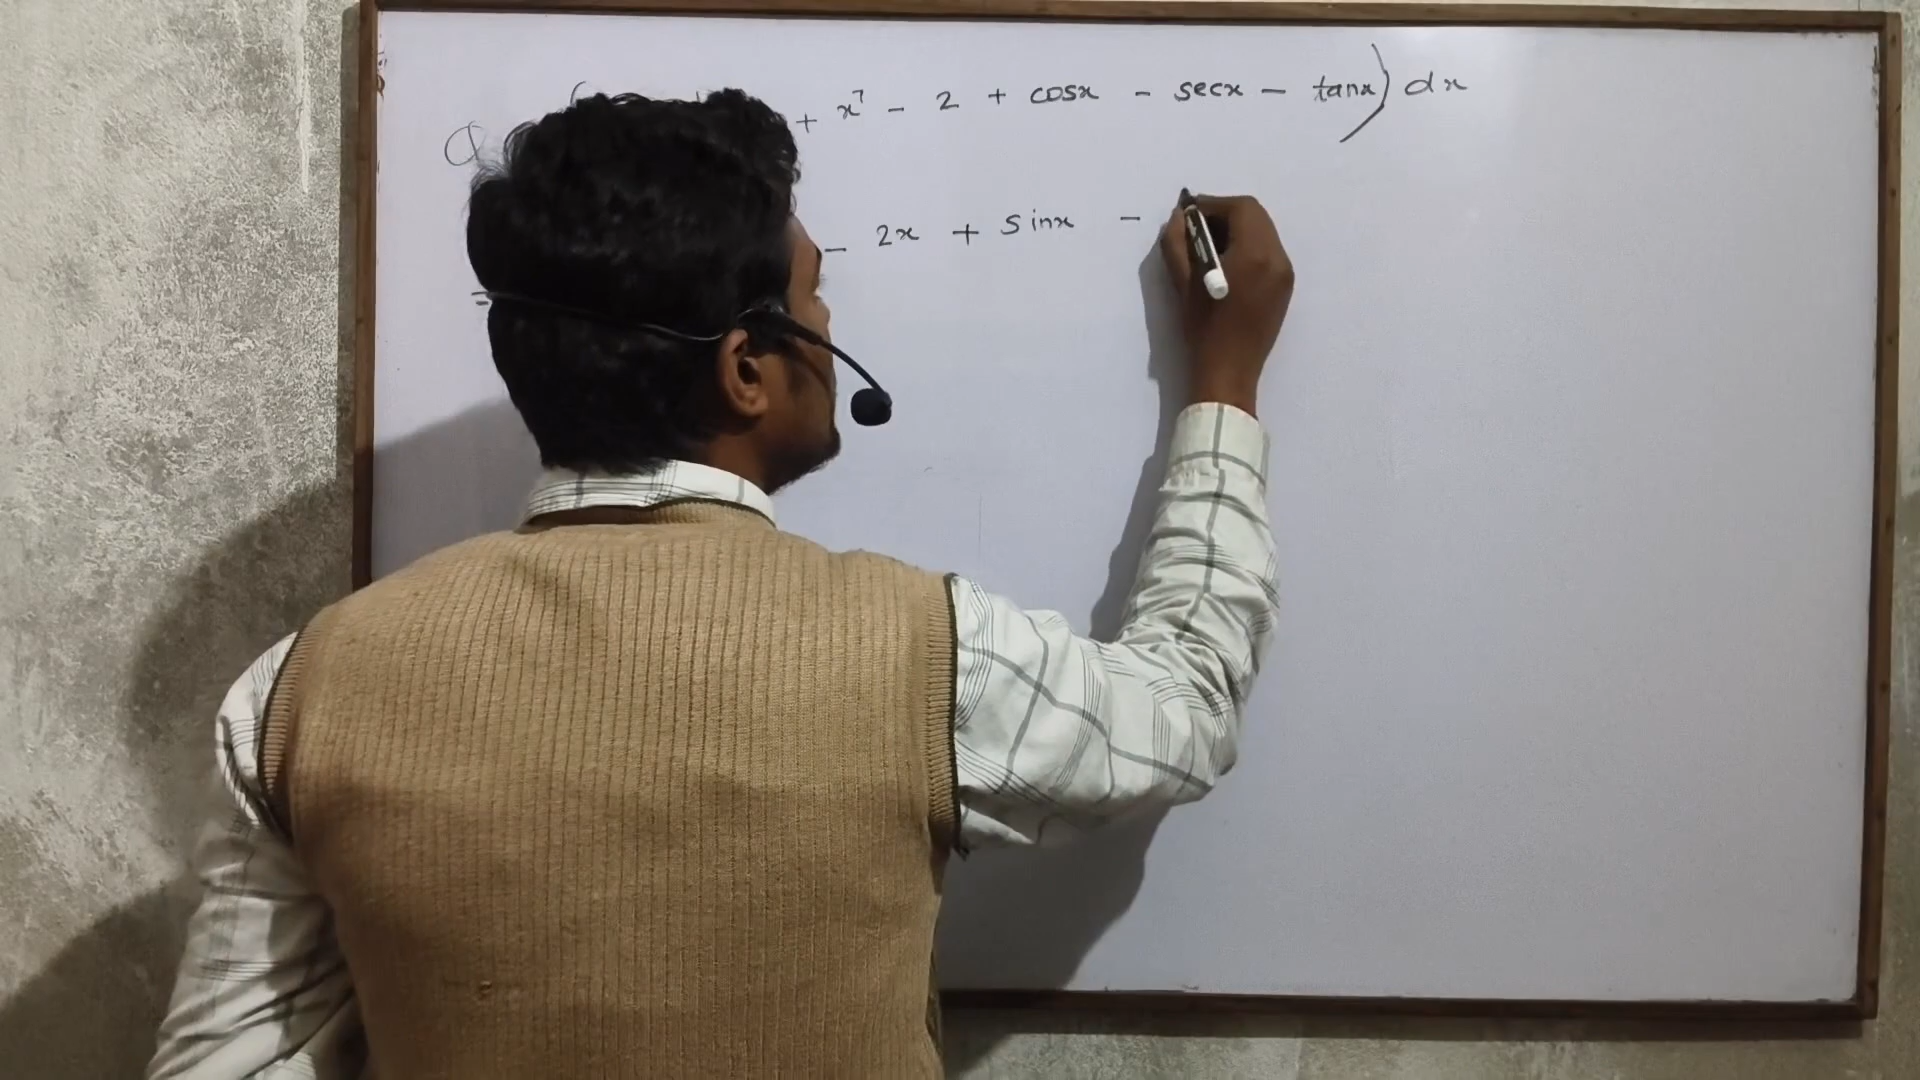 Q ( + x⁷ - 2 + cosx - secx - tanx) dx
= - 2x + sinx -